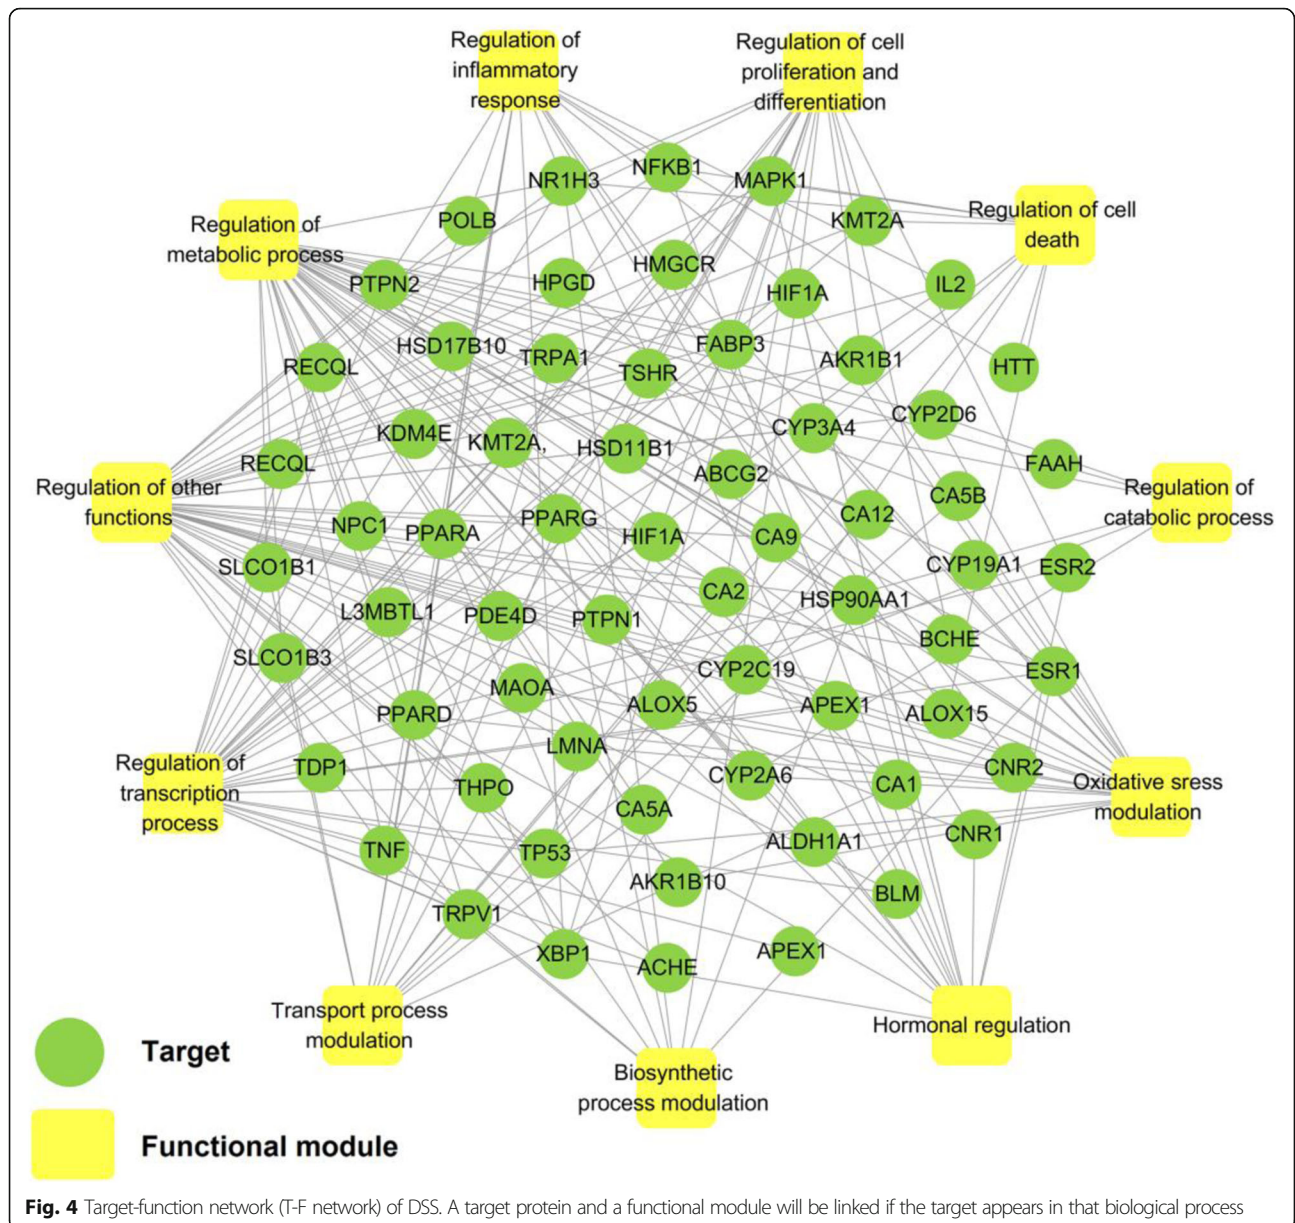 Regulation of
inflammatory
response
Regulation of cell
proliferation and
differentiation
NR1H3
NFKB1
MAPK1
POLB
KMT2A
Regulation of cell
death
Regulation of
metabolic process
PTPN2
HPGD
HMGCR
HIF1A
IL2
RECQL
HSD17B10
TRPA1
TSHR
FABP3
AKR1B1
HTT
KDM4E
KMT2A,
HSD11B1
CYP3A4
CYP2D6
RECQL
ABCG2
FAAH
Regulation of other
functions
CA5B
Regulation of
catabolic process
NPC1
PPARA
PPARG
HIF1A
CA9
CA12
SLCO1B1
CYP19A1
ESR2
L3MBTL1
PDE4D
PTPN1
CA2
HSP90AA1
BCHE
SLCO1B3
MAOA
CYP2C19
ESR1
PPARD
ALOX5
APEX1
ALOX15
LMNA
Regulation of
transcription
process
TDP1
THPO
CYP2A6
CA1
CNR2
Oxidative sress
modulation
CA5A
TNF
TP53
ALDH1A1
CNR1
AKR1B10
BLM
TRPV1
XBP1
ACHE
APEX1
Transport process
modulation
Hormonal regulation
Biosynthetic
process modulation
Target
Functional module
Fig. 4 Target-function network (T-F network) of DSS. A target protein and a functional module will be linked if the target appears in that biological process